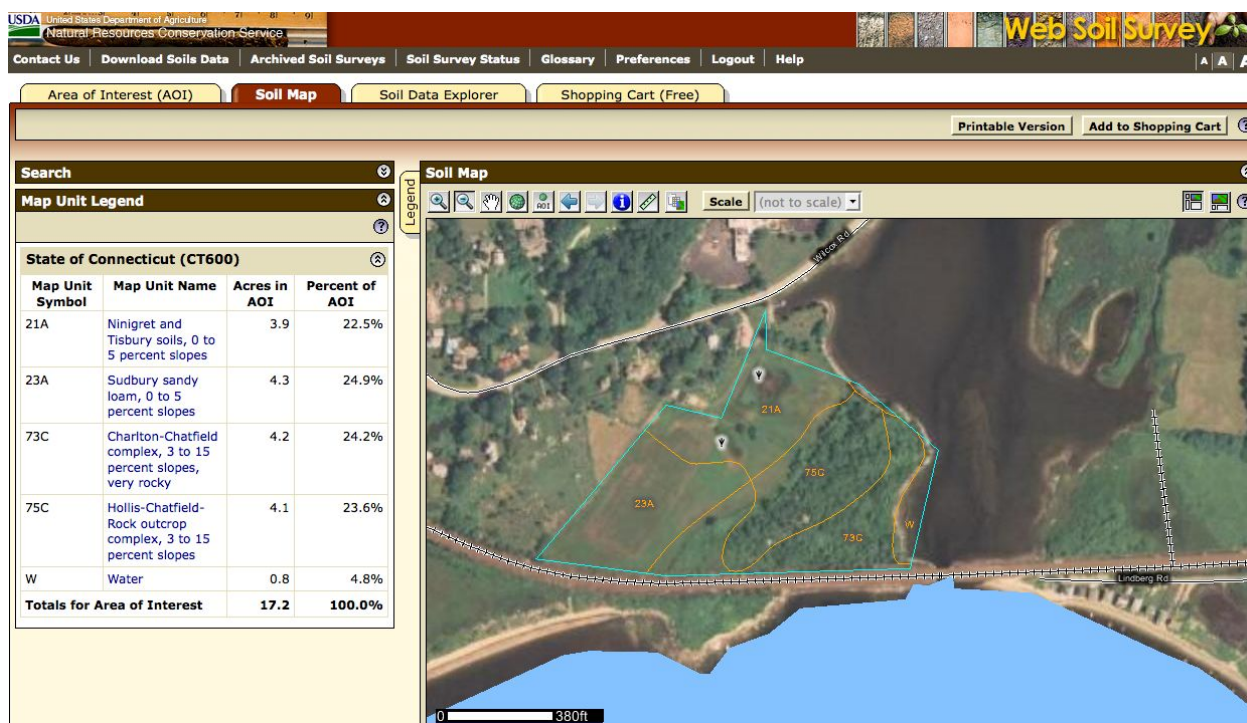 7| 8| 9|
USDA United States Department of Agriculture
Natural Resources Conservation Service
Web Soil Survey
Contact Us | Download Soils Data | Archived Soil Surveys | Soil Survey Status | Glossary | Preferences | Logout | Help
A A A
Area of Interest (AOI) Soil Map Soil Data Explorer Shopping Cart (Free)
Printable Version Add to Shopping Cart ?
Search
Map Unit Legend
?
State of Connecticut (CT600)
Map Unit Symbol Map Unit Name Acres in AOI Percent of AOI
21A Ninigret and 3.9 22.5%
Tisbury soils, 0 to
5 percent slopes
23A Sudbury sandy 4.3 24.9%
loam, 0 to 5
percent slopes
73C Charlton-Chatfield 4.2 24.2%
complex, 3 to 15
percent slopes,
very rocky
75C Hollis-Chatfield- 4.1 23.6%
Rock outcrop
complex, 3 to 15
percent slopes
W Water 0.8 4.8%
Totals for Area of Interest 17.2 100.0%
Legend
Soil Map
AOI
Scale (not to scale)
?
Wilcox Rd
21A
75C
23A
W
73C
Lindberg Rd
0 380ft